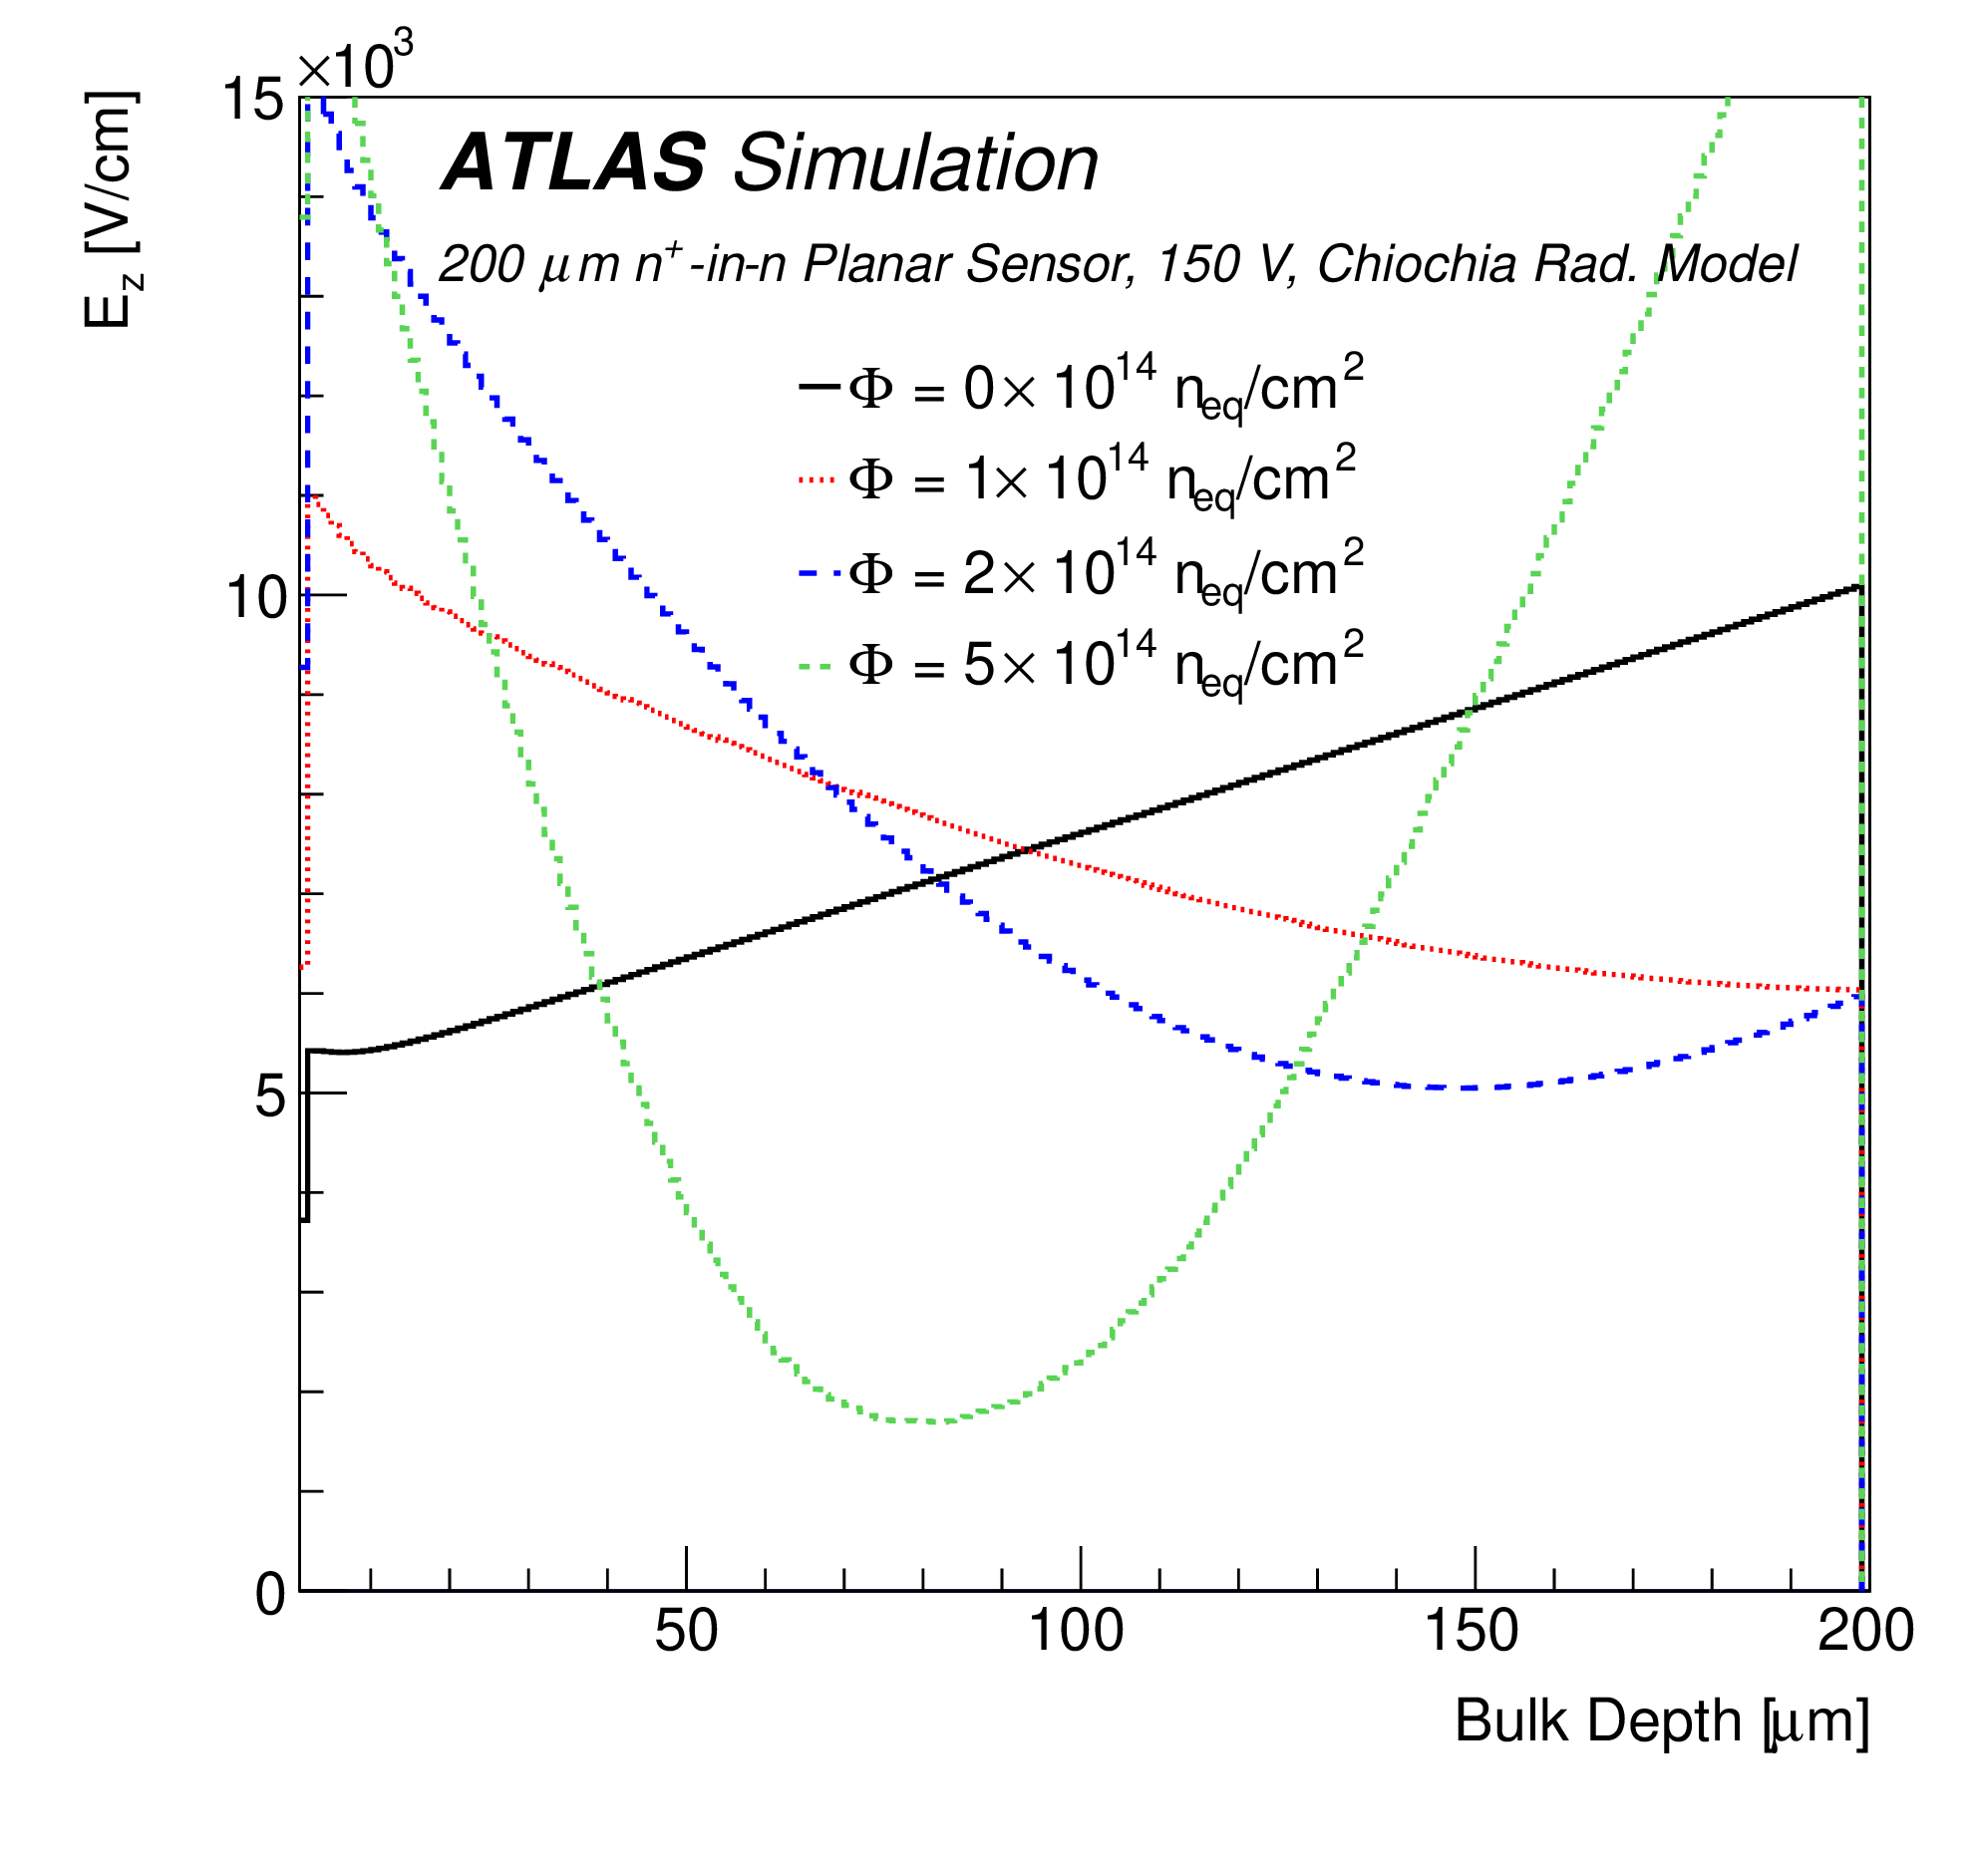 ×10³
15
E_z [V/cm]
ATLAS Simulation
200 μm n⁺-in-n Planar Sensor, 150 V, Chiochia Rad. Model
Φ = 0×10¹⁴ n_eq/cm²
Φ = 1×10¹⁴ n_eq/cm²
10
Φ = 2×10¹⁴ n_eq/cm²
Φ = 5×10¹⁴ n_eq/cm²
5
0
50 100 150 200
Bulk Depth [μm]